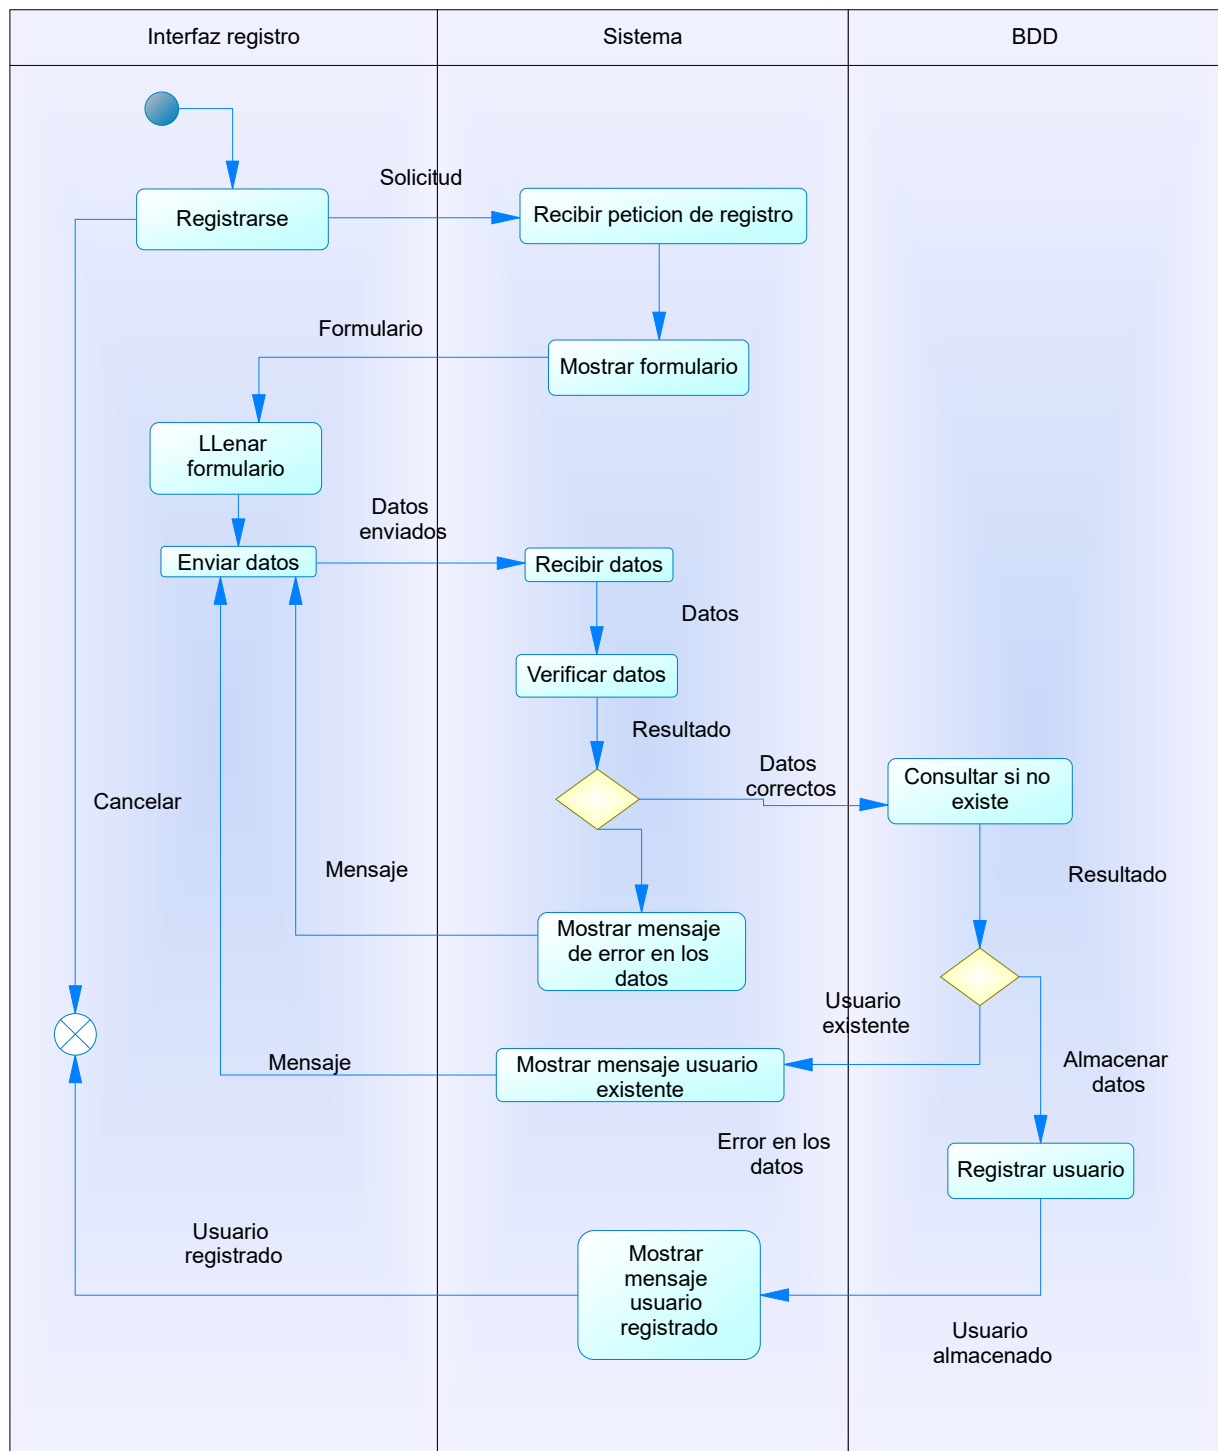 Interfaz registro
Sistema
BDD
Solicitud
Registrarse
Recibir peticion de registro
Formulario
Mostrar formulario
LLenar
formulario
Datos
enviados
Enviar datos
Recibir datos
Datos
Verificar datos
Resultado
Datos
correctos
Consultar si no
existe
Cancelar
Mensaje
Resultado
Mostrar mensaje
de error en los
datos
Usuario
existente
Mensaje
Mostrar mensaje usuario
existente
Almacenar
datos
Error en los
datos
Registrar usuario
Usuario
registrado
Mostrar
mensaje
usuario
registrado
Usuario
almacenado